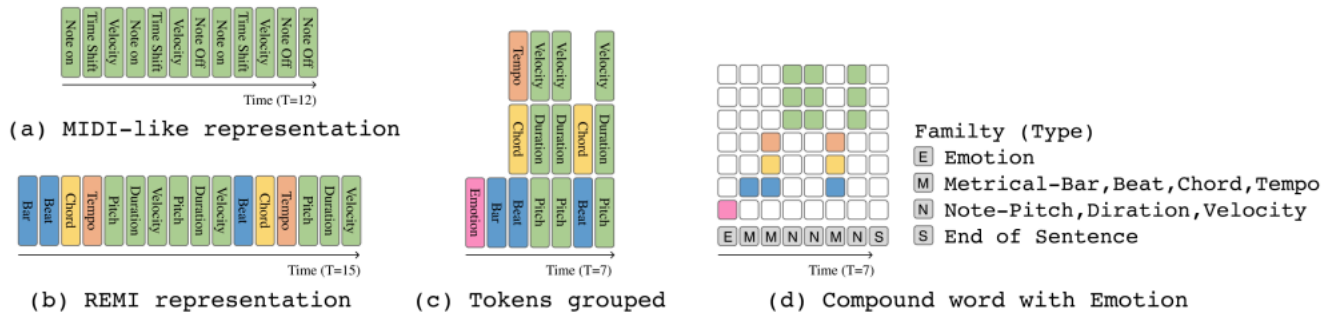 Note on
Time Shift
Velocity
Note on
Time Shift
Velocity
Note Off
Note on
Time Shift
Velocity
Note Off
Note Off
Time (T=12)
(a) MIDI-like representation
Bar
Beat
Chord
Tempo
Pitch
Duration
Velocity
Pitch
Duration
Velocity
Beat
Chord
Tempo
Pitch
Duration
Velocity
Time (T=15)
(b) REMI representation
Tempo
Velocity
Velocity
Velocity
Chord
Duration
Duration
Chord
Duration
Emotion
Bar
Beat
Pitch
Pitch
Beat
Pitch
Time (T=7)
(c) Tokens grouped
E M M N N M N S
Time (T=7)
(d) Compound word with Emotion
Familty (Type)
E Emotion
M Metrical-Bar,Beat,Chord,Tempo
N Note-Pitch,Diration,Velocity
S End of Sentence